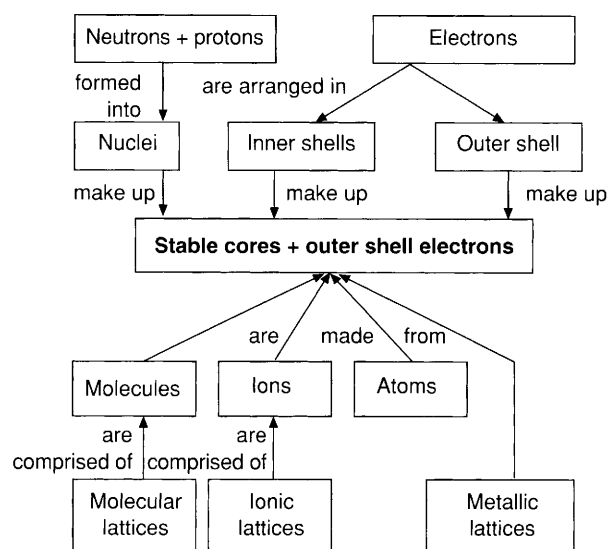 Neutrons + protons
Electrons
formed
into
are arranged in
Nuclei
Inner shells
Outer shell
make up
make up
make up
Stable cores + outer shell electrons
are
made
from
Molecules
Ions
Atoms
are
comprised of
are
comprised of
Molecular
lattices
Ionic
lattices
Metallic
lattices